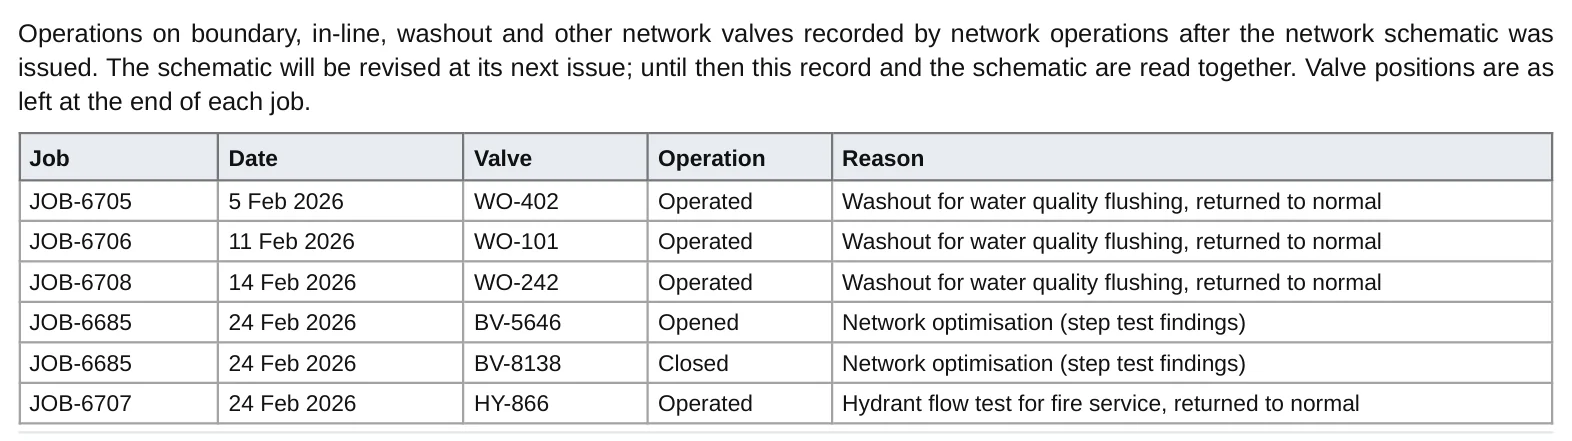 Operations on boundary, in-line, washout and other network valves recorded by network operations after the network schematic was
issued. The schematic will be revised at its next issue; until then this record and the schematic are read together. Valve positions are as
left at the end of each job.
Job Date Valve Operation Reason
JOB-6705 5 Feb 2026 WO-402 Operated Washout for water quality flushing, returned to normal
JOB-6706 11 Feb 2026 WO-101 Operated Washout for water quality flushing, returned to normal
JOB-6708 14 Feb 2026 WO-242 Operated Washout for water quality flushing, returned to normal
JOB-6685 24 Feb 2026 BV-5646 Opened Network optimisation (step test findings)
JOB-6685 24 Feb 2026 BV-8138 Closed Network optimisation (step test findings)
JOB-6707 24 Feb 2026 HY-866 Operated Hydrant flow test for fire service, returned to normal